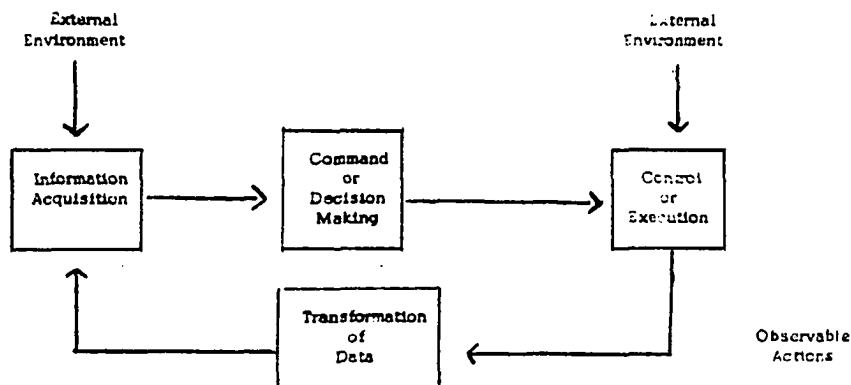 External
Environment
External
Environment
Information
Acquisition
Command
or
Decision
Making
Control
or
Execution
Transformation
of
Data
Observable
Actions